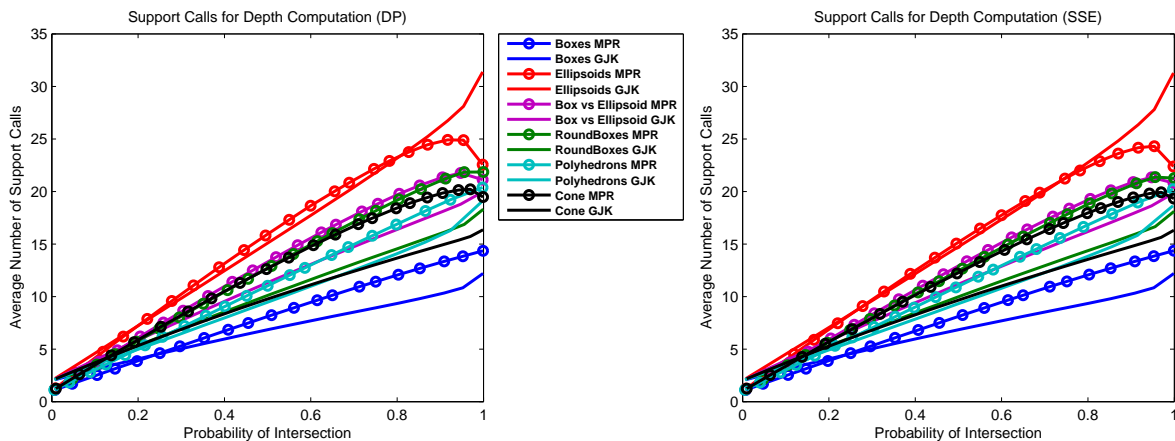 Support Calls for Depth Computation (DP)
Average Number of Support Calls
35
30
25
20
15
10
5
0
0
0.2
0.4
0.6
0.8
1
Probability of Intersection
Boxes MPR
Boxes GJK
Ellipsoids MPR
Ellipsoids GJK
Box vs Ellipsoid MPR
Box vs Ellipsoid GJK
RoundBoxes MPR
RoundBoxes GJK
Polyhedrons MPR
Polyhedrons GJK
Cone MPR
Cone GJK
Support Calls for Depth Computation (SSE)
Average Number of Support Calls
35
30
25
20
15
10
5
0
0
0.2
0.4
0.6
0.8
1
Probability of Intersection